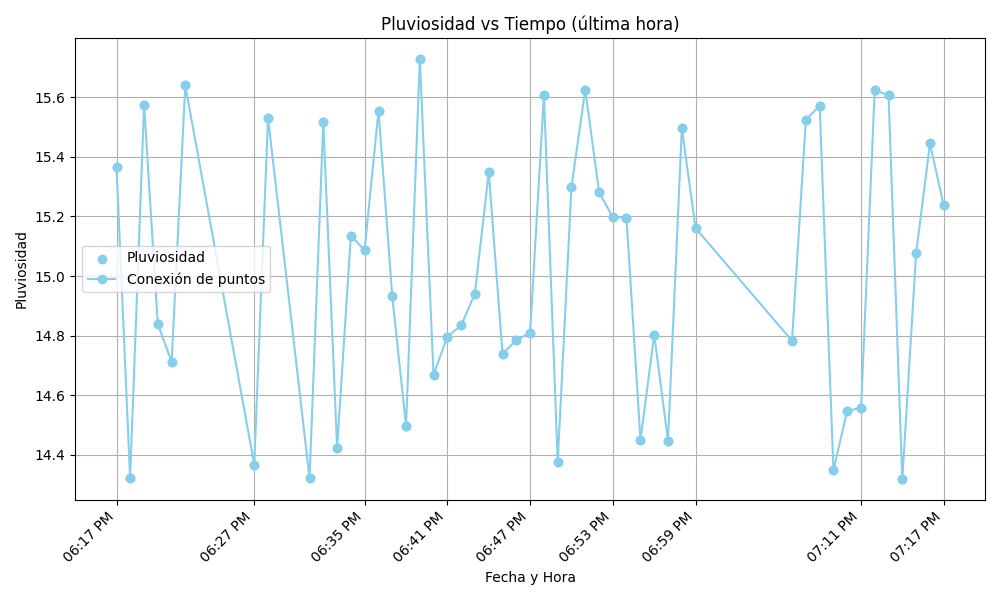 Pluviosidad vs Tiempo (última hora)
Pluviosidad
15.6
15.4
15.2
15.0
14.8
14.6
14.4
Pluviosidad
Conexión de puntos
06:17 PM
06:27 PM
06:35 PM
06:41 PM
06:47 PM
06:53 PM
06:59 PM
07:11 PM
07:17 PM
Fecha y Hora